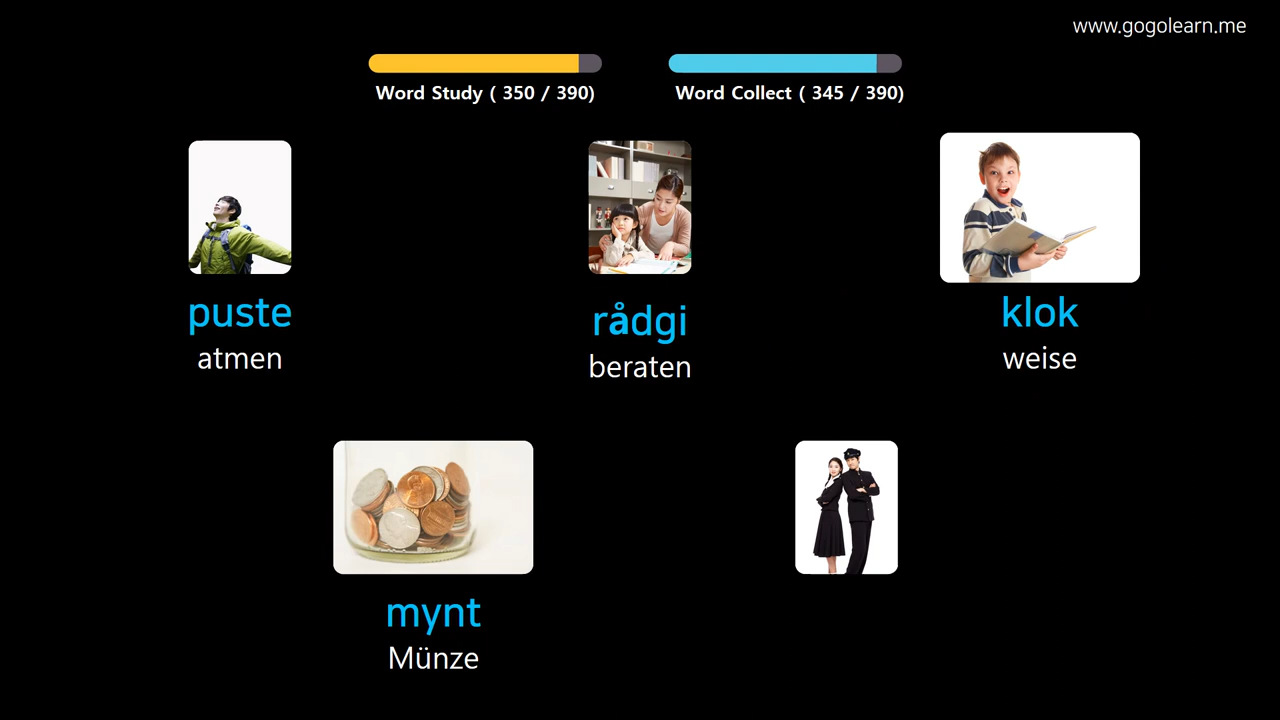 www.gogolearn.me
Word Study ( 350 / 390)
Word Collect ( 345 / 390)
puste
atmen
rådgi
beraten
klok
weise
mynt
Münze